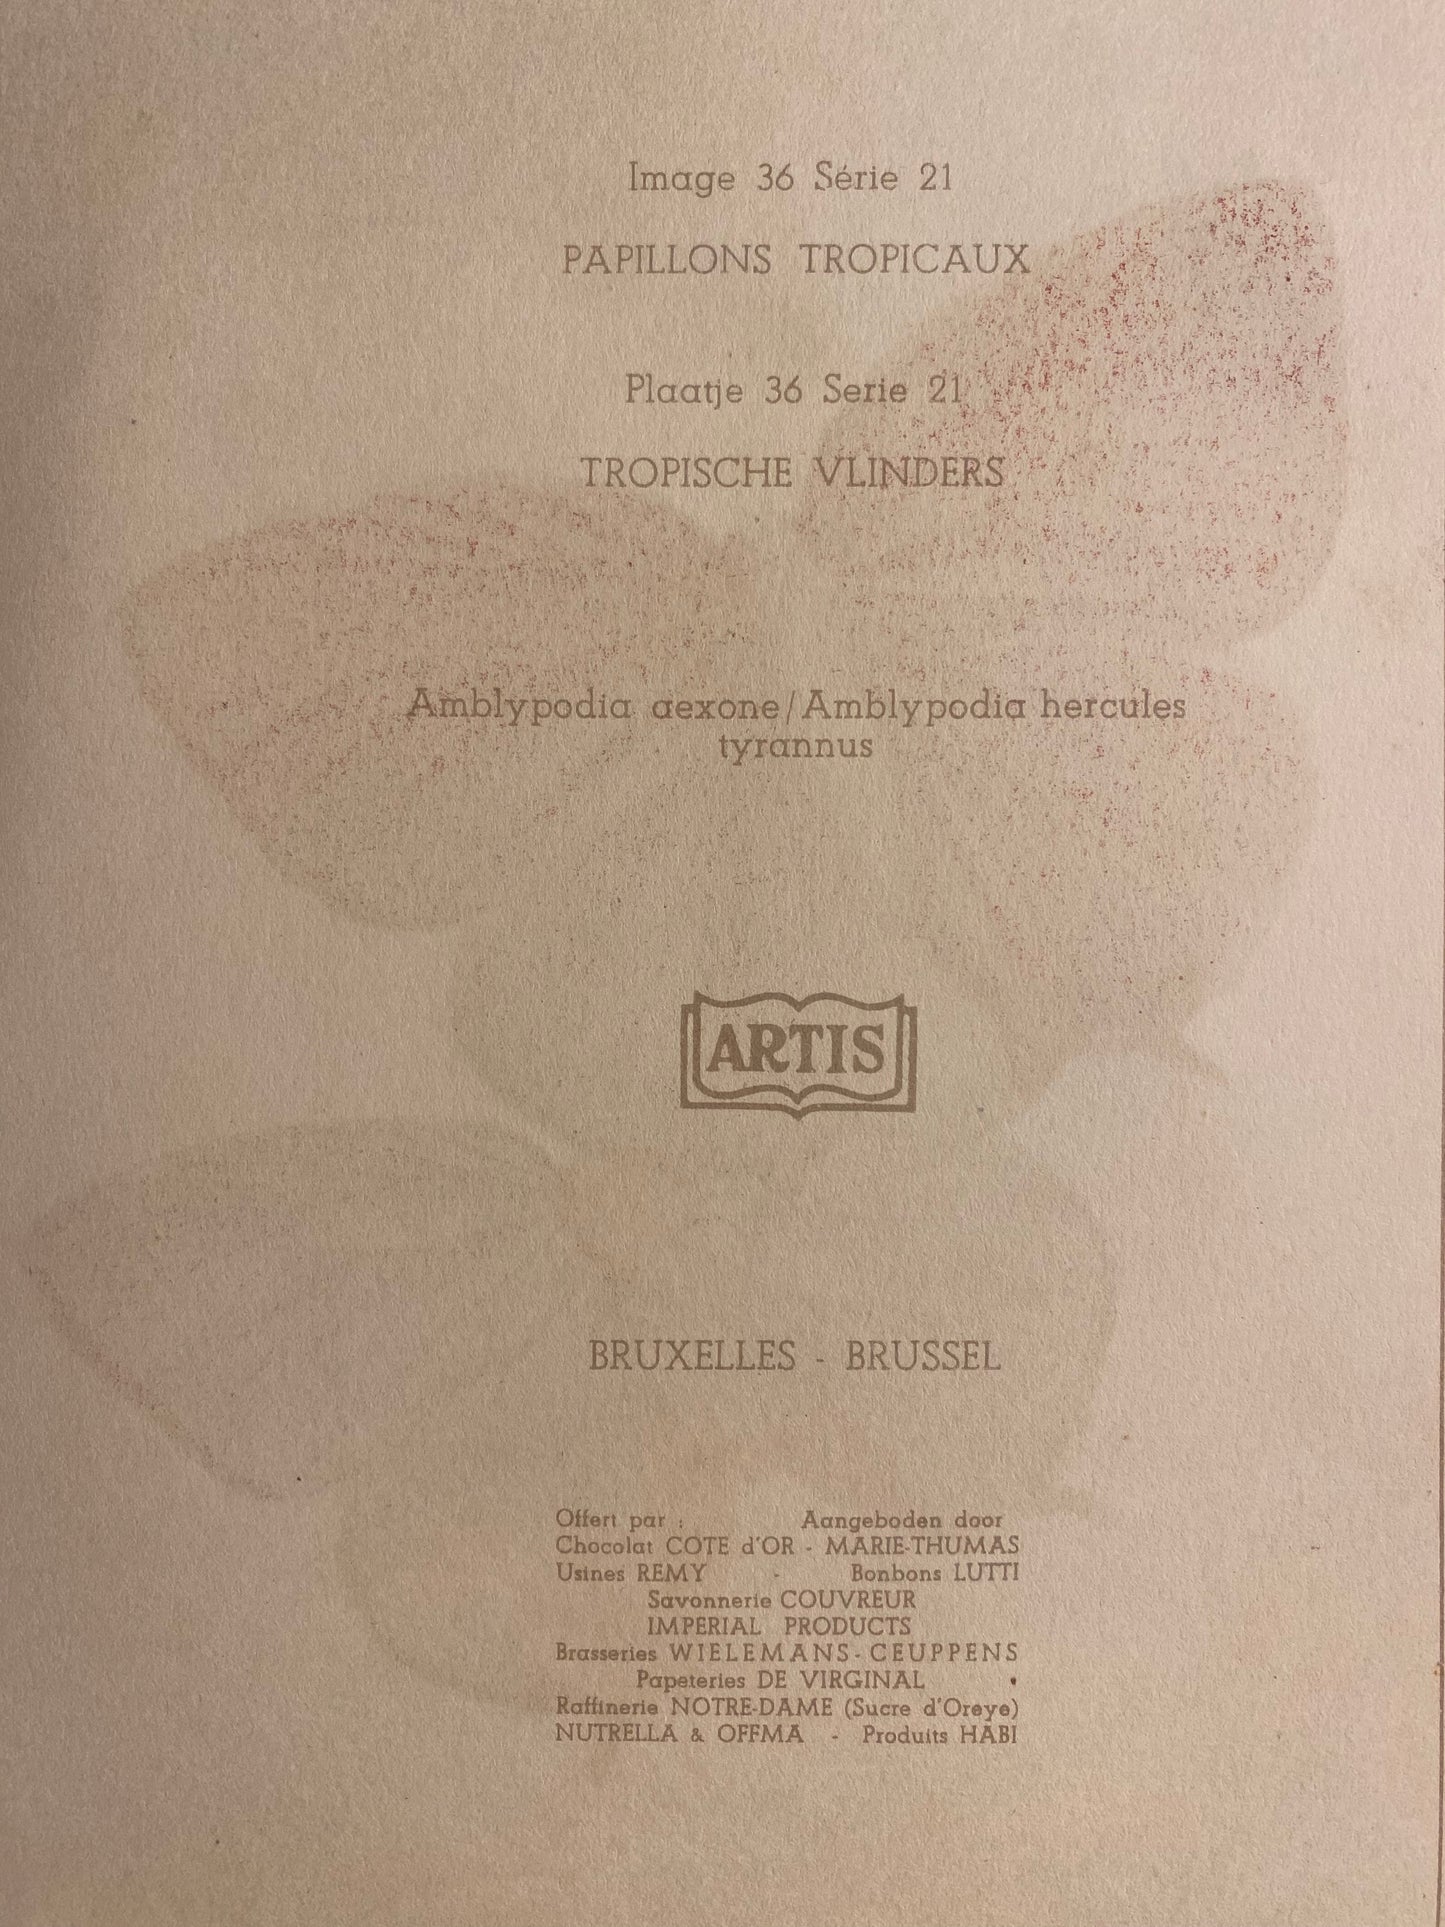 Image 36 Série 21
PAPILLONS TROPICAUX
Plaatje 36 Serie 21
TROPISCHE VLINDERS
Amblypodia aexone/Amblypodia hercules
tyrannus
ARTIS
BRUXELLES - BRUSSEL
Offert par : Aangeboden door
Chocolat COTE d'OR - MARIE-THUMAS
Usines REMY - Bonbons LUTTI
Savonnerie COUVREUR
IMPERIAL PRODUCTS
Brasseries WIELEMANS-CEUPPENS
Papeteries DE VIRGINAL
Raffinerie NOTRE-DAME (Sucre d'Oreye)
NUTRELLA & OFFMA - Produits HABI